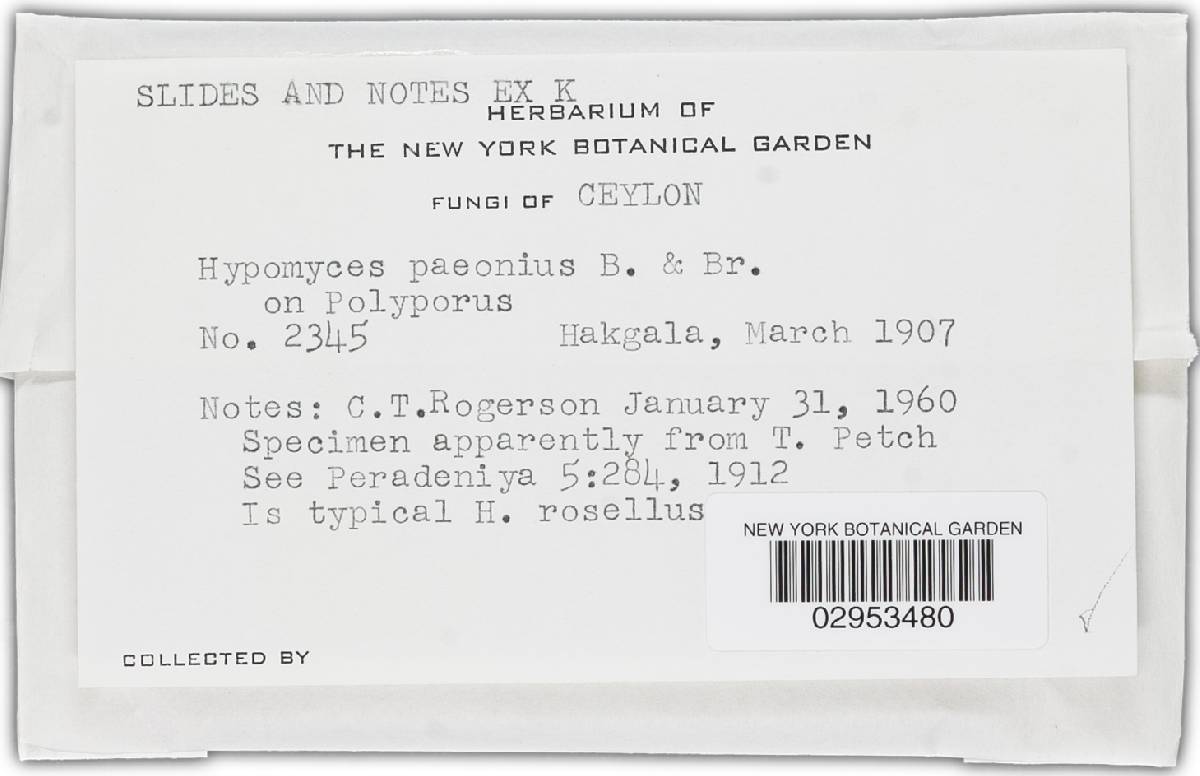 SLIDES AND NOTES EX K
HERBARIUM OF
THE NEW YORK BOTANICAL GARDEN
FUNGI OF CEYLON
Hypomyces paeonius B. & Br.
on Polyporus
No. 2345 Hakgala, March 1907
Notes: C.T.Rogerson January 31, 1960
Specimen apparently from T. Petch
See Peradeniya 5:284, 1912
Is typical H. rosellus
NEW YORK BOTANICAL GARDEN
02953480
COLLECTED BY